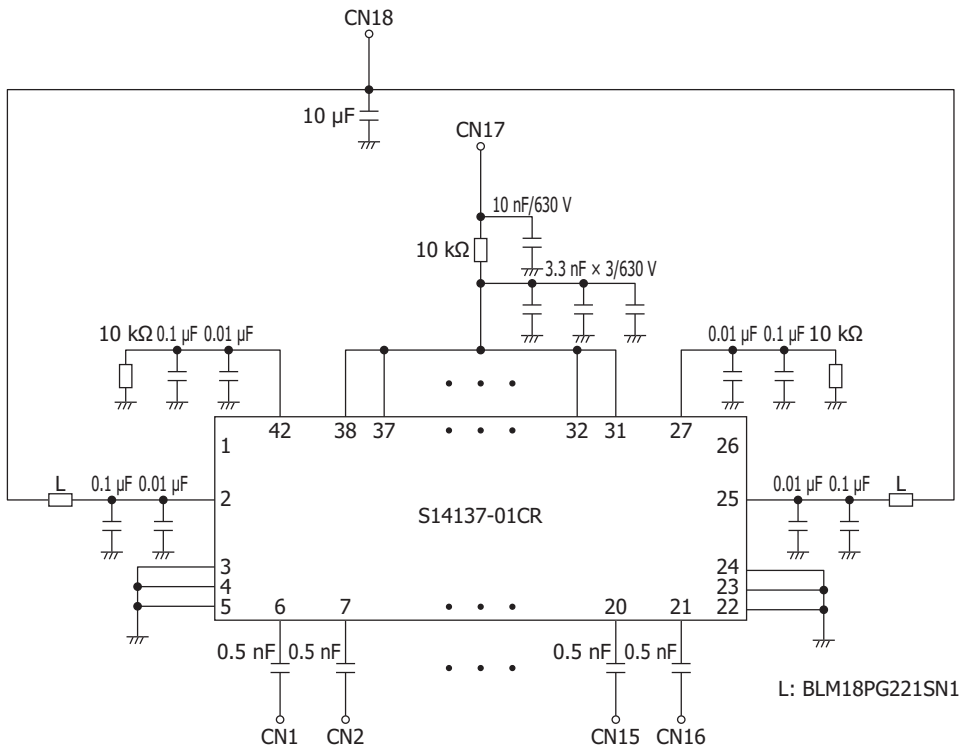 CN18
10 µF
CN17
10 nF/630 V
10 kΩ
3.3 nF × 3/630 V
10 kΩ 0.1 µF 0.01 µF
0.01 µF 0.1 µF 10 kΩ
42 38 37 • • • 32 31 27
1 26
L 0.1 µF 0.01 µF
0.01 µF 0.1 µF L
2 25
S14137-01CR
3 24
4 23
5 22
6 7 20 21
0.5 nF 0.5 nF 0.5 nF 0.5 nF
L: BLM18PG221SN1
CN1 CN2 CN15 CN16